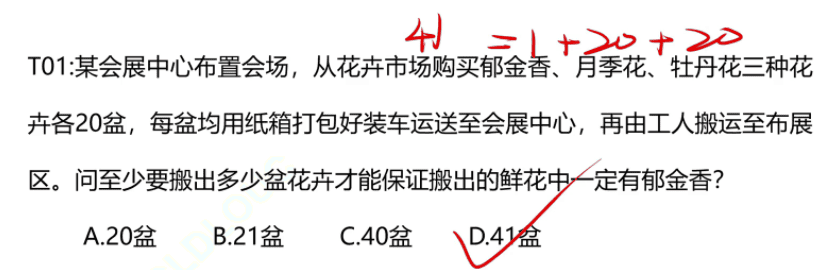 41 = 1 + 20 + 20
T01:某会展中心布置会场，从花卉市场购买郁金香、月季花、牡丹花三种花
卉各20盆，每盆均用纸箱打包好装车运送至会展中心，再由工人搬运至布展
区。问至少要搬出多少盆花卉才能保证搬出的鲜花中一定有郁金香？
A.20盆 B.21盆 C.40盆 D.41盆